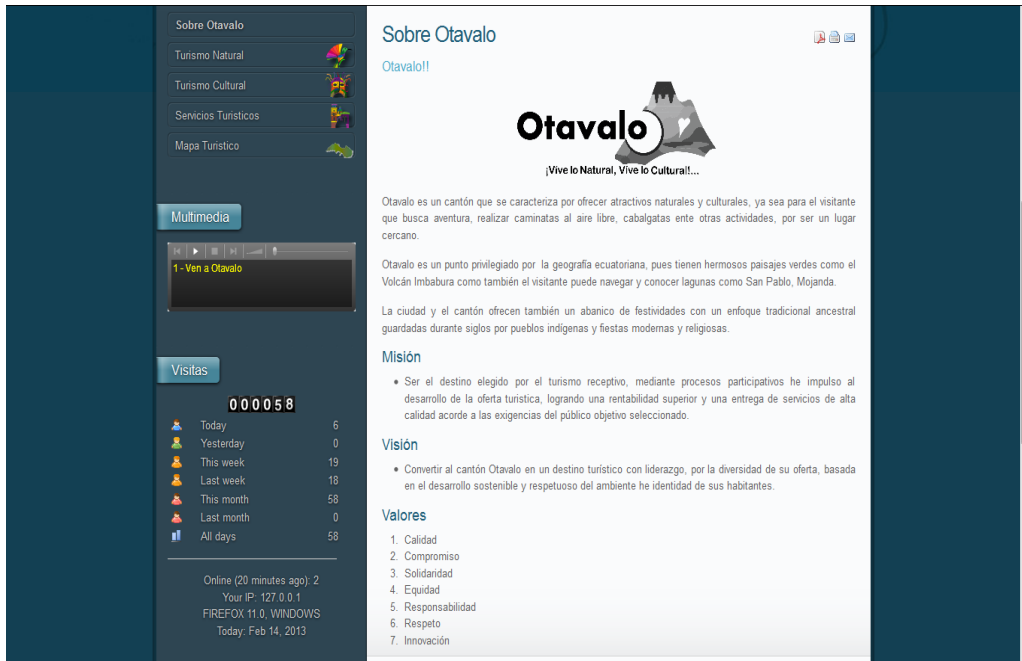 Sobre Otavalo
Turismo Natural
Turismo Cultural
Servicios Turisticos
Mapa Turistico
Multimedia
1 - Ven a Otavalo
Visitas
000058
Today 6
Yesterday 0
This week 19
Last week 18
This month 58
Last month 0
All days 58
Online (20 minutes ago): 2
Your IP: 127.0.0.1
FIREFOX 11.0, WINDOWS
Today: Feb 14, 2013
Sobre Otavalo
Otavalo!!
Otavalo
¡Vive lo Natural, Vive lo Cultural!...
Otavalo es un cantón que se caracteriza por ofrecer atractivos naturales y culturales, ya sea para el visitante
que busca aventura, realizar caminatas al aire libre, cabalgatas ente otras actividades, por ser un lugar
cercano.
Otavalo es un punto privilegiado por la geografía ecuatoriana, pues tienen hermosos paisajes verdes como el
Volcán Imbabura como también el visitante puede navegar y conocer lagunas como San Pablo, Mojanda.
La ciudad y el cantón ofrecen también un abanico de festividades con un enfoque tradicional ancestral
guardadas durante siglos por pueblos indígenas y fiestas modernas y religiosas.
Misión
• Ser el destino elegido por el turismo receptivo, mediante procesos participativos he impulso al
desarrollo de la oferta turistica, logrando una rentabilidad superior y una entrega de servicios de alta
calidad acorde a las exigencias del público objetivo seleccionado.
Visión
• Convertir al cantón Otavalo en un destino turístico con liderazgo, por la diversidad de su oferta, basada
en el desarrollo sostenible y respetuoso del ambiente he identidad de sus habitantes.
Valores
1. Calidad
2. Compromiso
3. Solidaridad
4. Equidad
5. Responsabilidad
6. Respeto
7. Innovación